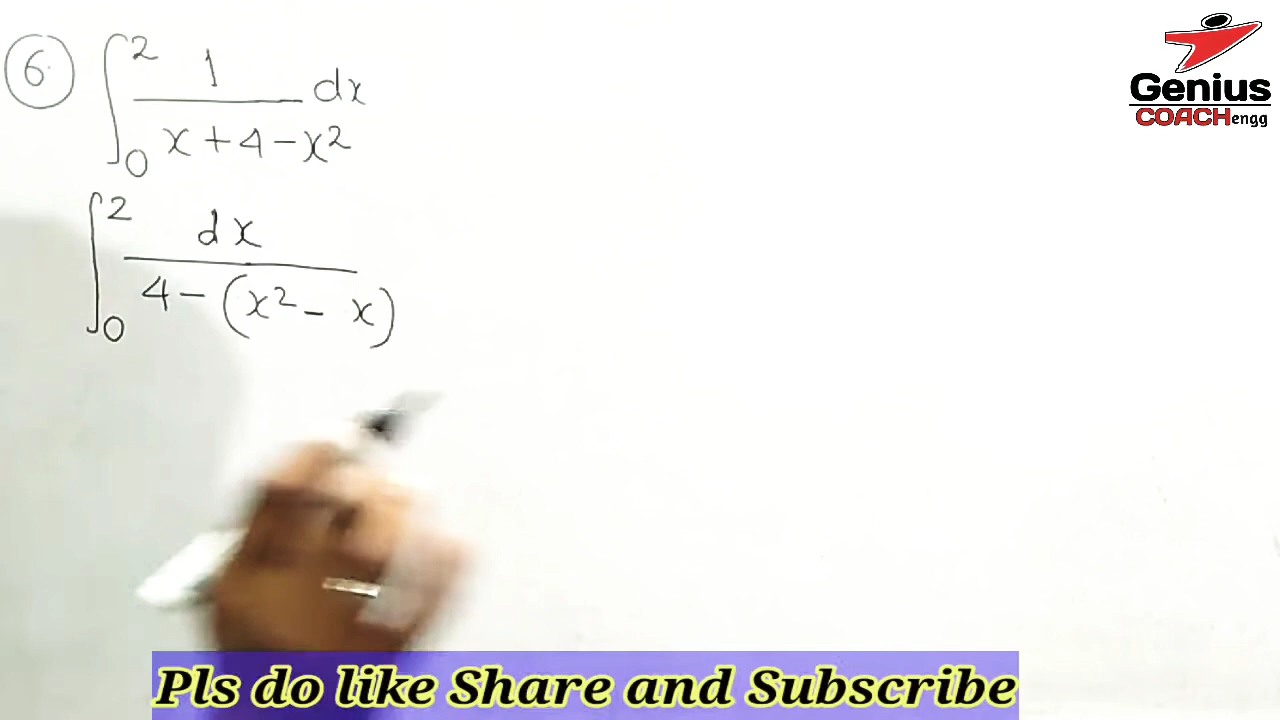 6. ∫₀² 1/(x+4-x²) dx
∫₀² dx/(4-(x²- x))
Genius
COACHengg
Pls do like Share and Subscribe